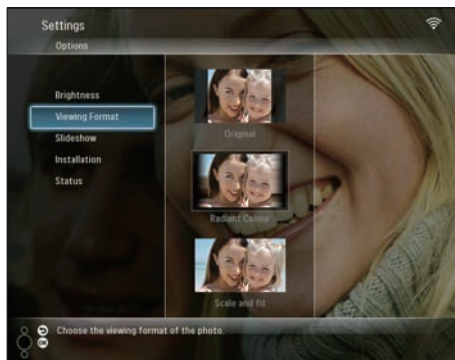 Settings
Options
Brightness
Viewing Format
Slideshow
Installation
Status
Original
Radiant Colour
Scale and fit
OK
Choose the viewing format of the photo.